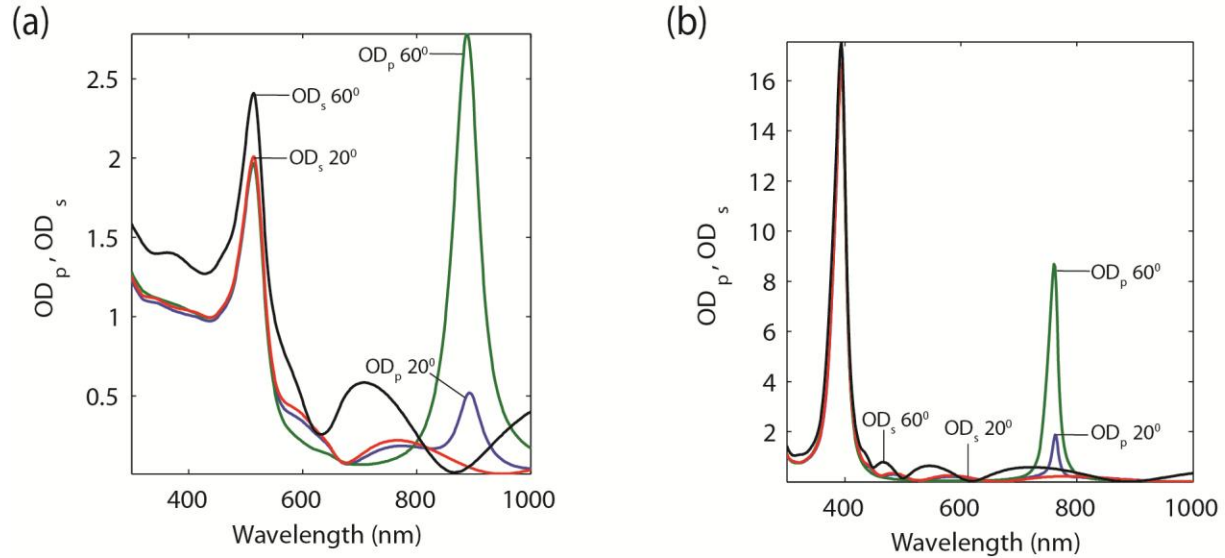 (a)
OD_p, OD_s
2.5
2
1.5
1
0.5
400
600
800
1000
Wavelength (nm)
OD_p 60⁰
OD_s 60⁰
OD_s 20⁰
OD_p 20⁰
(b)
OD_p, OD_s
16
14
12
10
8
6
4
2
400
600
800
1000
Wavelength (nm)
OD_p 60⁰
OD_p 20⁰
OD_s 60⁰
OD_s 20⁰